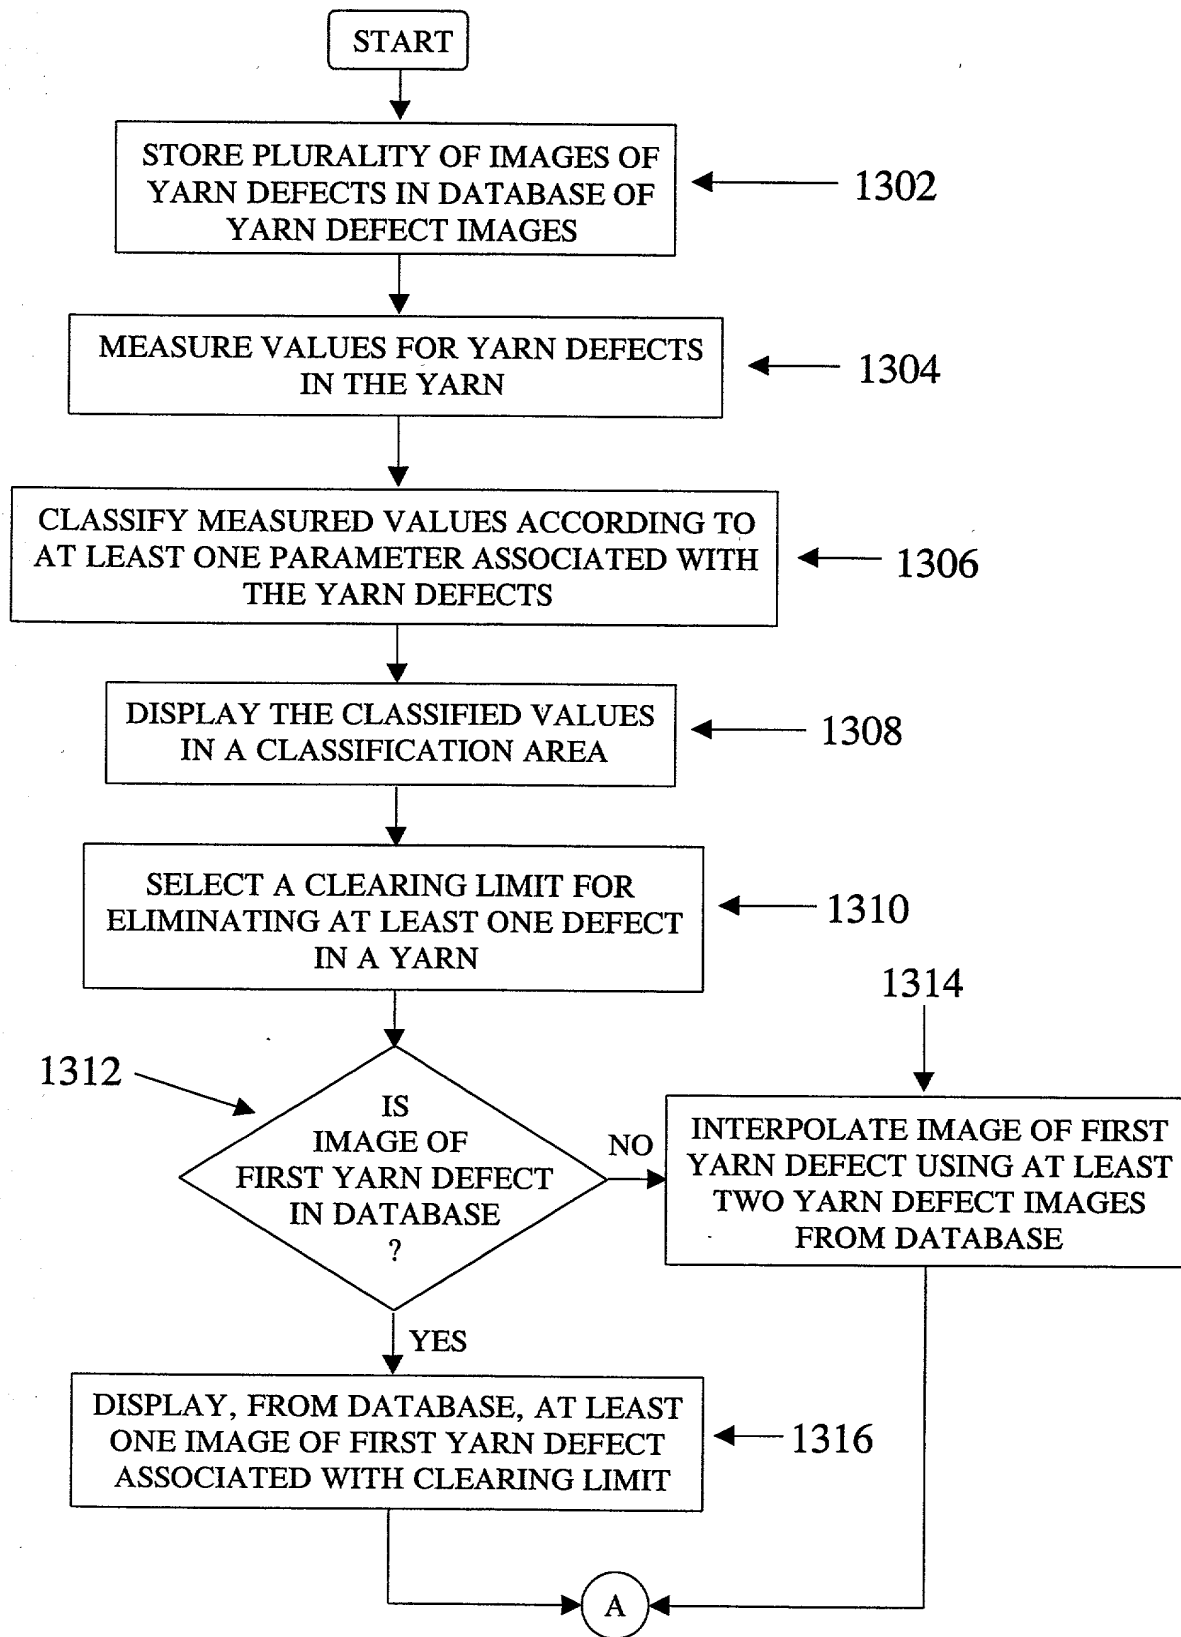 START
STORE PLURALITY OF IMAGES OF
YARN DEFECTS IN DATABASE OF
YARN DEFECT IMAGES
1302
MEASURE VALUES FOR YARN DEFECTS
IN THE YARN
1304
CLASSIFY MEASURED VALUES ACCORDING TO
AT LEAST ONE PARAMETER ASSOCIATED WITH
THE YARN DEFECTS
1306
DISPLAY THE CLASSIFIED VALUES
IN A CLASSIFICATION AREA
1308
SELECT A CLEARING LIMIT FOR
ELIMINATING AT LEAST ONE DEFECT
IN A YARN
1310
1312
IS
IMAGE OF
FIRST YARN DEFECT
IN DATABASE
?
NO
1314
INTERPOLATE IMAGE OF FIRST
YARN DEFECT USING AT LEAST
TWO YARN DEFECT IMAGES
FROM DATABASE
YES
DISPLAY, FROM DATABASE, AT LEAST
ONE IMAGE OF FIRST YARN DEFECT
ASSOCIATED WITH CLEARING LIMIT
1316
A